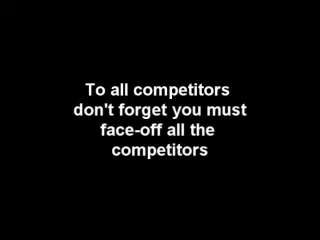 To all competitors
don't forget you must
face-off all the
competitors